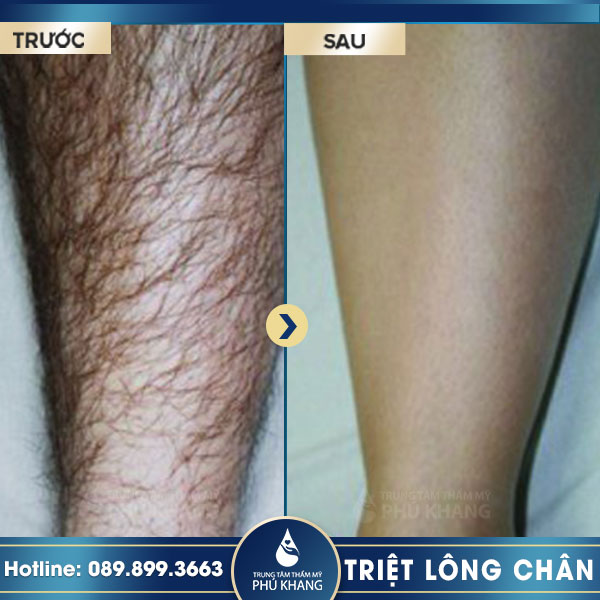 TRƯỚC
SAU
TRUNG TÂM THẨM MỸ
PHÚ KHANG
TRUNG TÂM THẨM MỸ
PHÚ KHANG
Hotline: 089.899.3663
TRUNG TÂM THẨM MỸ
PHÚ KHANG
TRIỆT LÔNG CHÂN